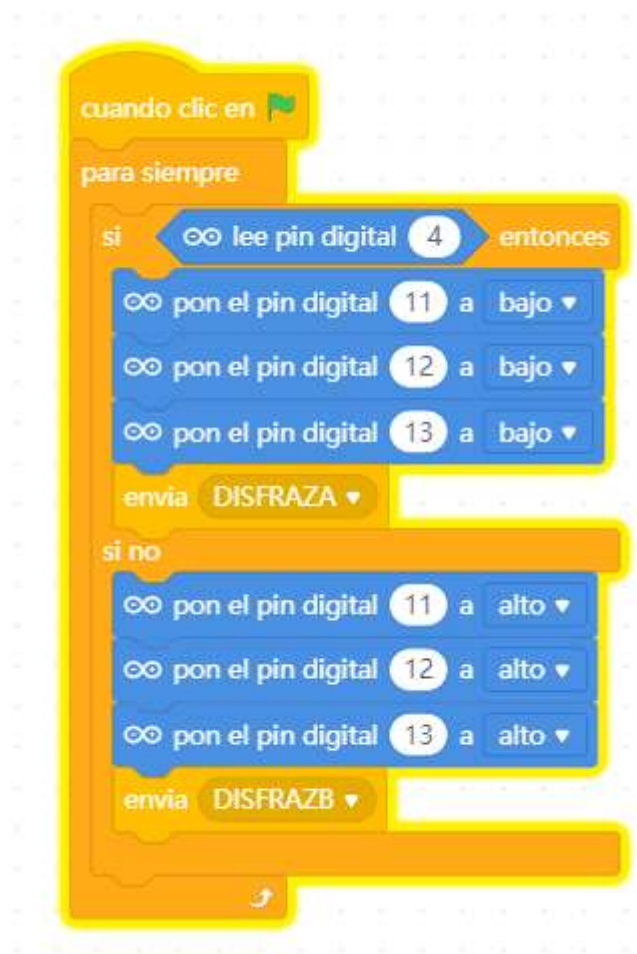 cuando clic en
para siempre
si lee pin digital 4 entonces
pon el pin digital 11 a bajo
pon el pin digital 12 a bajo
pon el pin digital 13 a bajo
envia DISFRAZA
si no
pon el pin digital 11 a alto
pon el pin digital 12 a alto
pon el pin digital 13 a alto
envia DISFRAZB